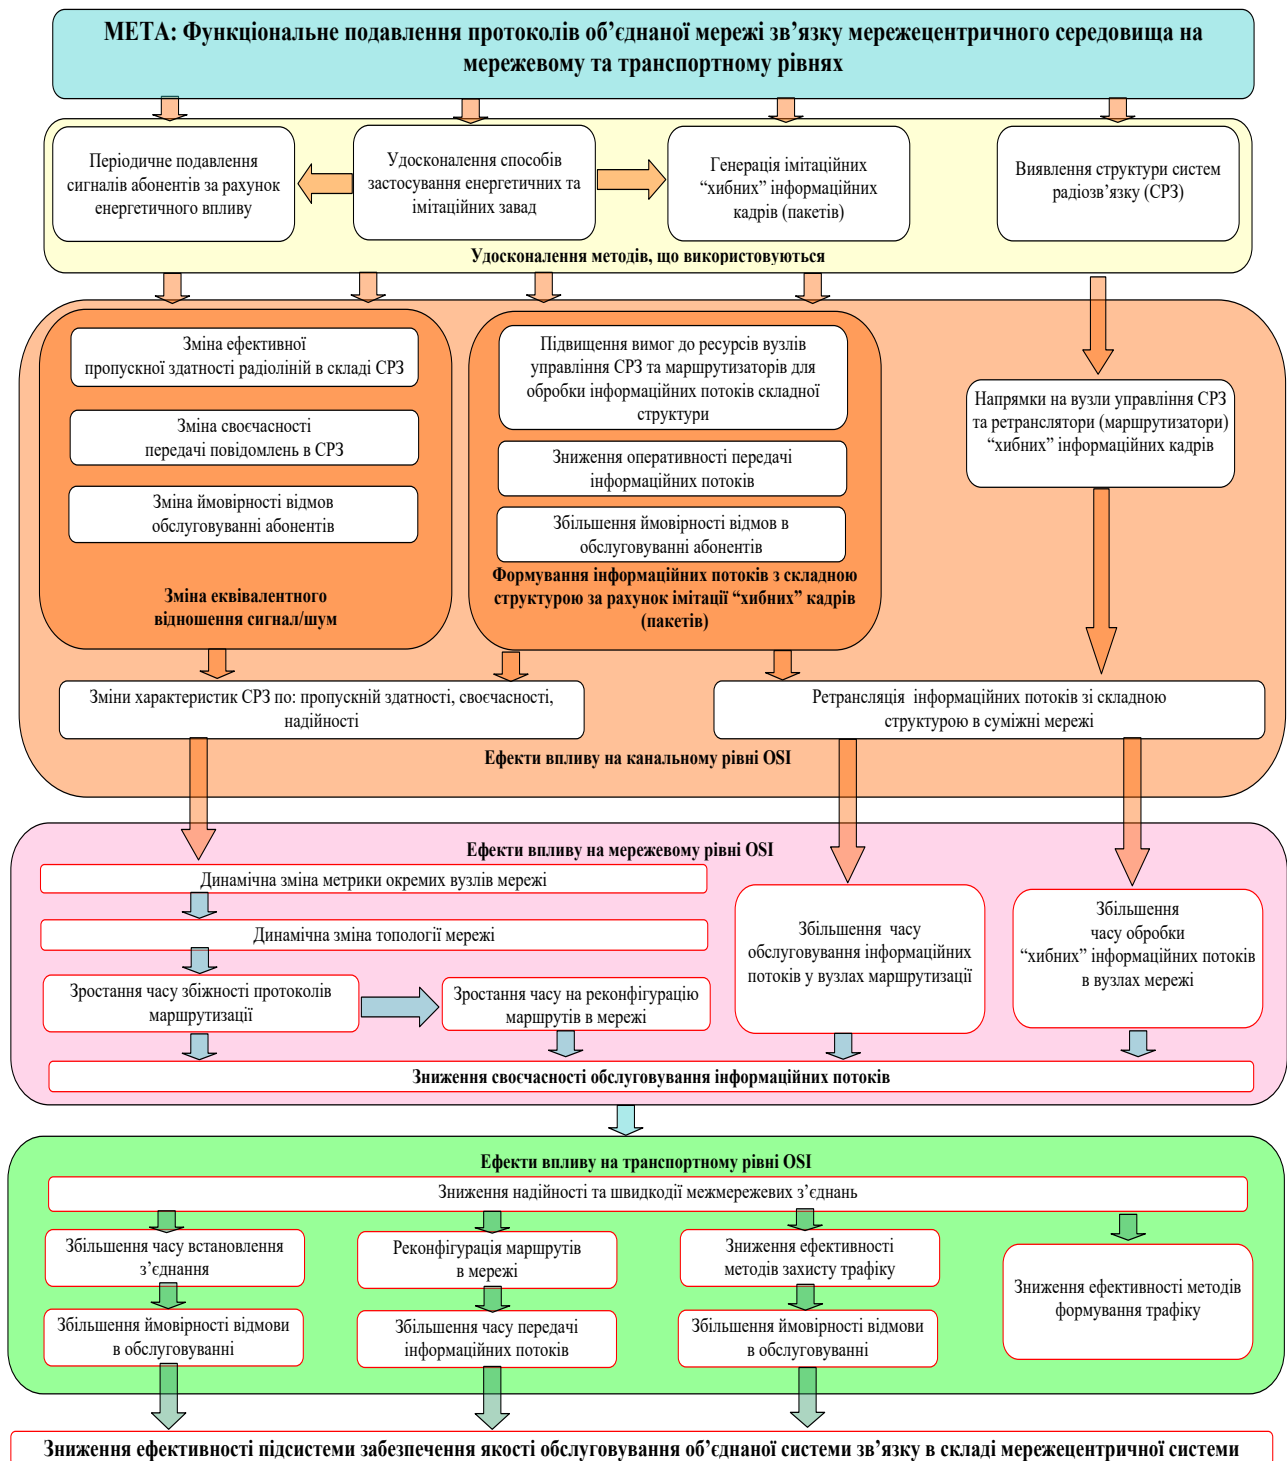 МЕТА: Функціональне подавлення протоколів об’єднаної мережі зв’язку мережецентричного середовища на
мережевому та транспортному рівнях
Періодичне подавлення
сигналів абонентів за рахунок
енергетичного впливу
Удосконалення способів
застосування енергетичних та
імітаційних завад
Генерація імітаційних
“хибних” інформаційних
кадрів (пакетів)
Виявлення структури систем
радіозв’язку (СРЗ)
Удосконалення методів, що використовуються
Зміна ефективної
пропускної здатності радіоліній в складі СРЗ
Зміна своєчасності
передачі повідомлень в СРЗ
Зміна ймовірності відмов
обслуговуванні абонентів
Зміна еквівалентного
відношення сигнал/шум
Підвищення вимог до ресурсів вузлів
управління СРЗ та маршрутизаторів для
обробки інформаційних потоків складної
структури
Зниження оперативності передачі
інформаційних потоків
Збільшення ймовірності відмов в
обслуговуванні абонентів
Формування інформаційних потоків з складною
структурою за рахунок імітації “хибних” кадрів
(пакетів)
Напрямки на вузли управління СРЗ
та ретранслятори (маршрутизатори)
“хибних” інформаційних кадрів
Зміни характеристик СРЗ по: пропускній здатності, своєчасності,
надійності
Ретрансляція інформаційних потоків зі складною
структурою в суміжні мережі
Ефекти впливу на канальному рівні OSI
Ефекти впливу на мережевому рівні OSI
Динамічна зміна метрики окремих вузлів мережі
Динамічна зміна топології мережі
Зростання часу збіжності протоколів
маршрутизації
Зростання часу на реконфігурацію
маршрутів в мережі
Збільшення часу
обслуговування інформаційних
потоків у вузлах маршрутизації
Збільшення
часу обробки
“хибних” інформаційних потоків
в вузлах мережі
Зниження своєчасності обслуговування інформаційних потоків
Ефекти впливу на транспортному рівні OSI
Зниження надійності та швидкодії межмережевих з’єднань
Збільшення часу встановлення
з’єднання
Реконфігурація маршрутів
в мережі
Зниження ефективності
методів захисту трафіку
Зниження ефективності методів
формування трафіку
Збільшення ймовірності відмови
в обслуговуванні
Збільшення часу передачі
інформаційних потоків
Збільшення ймовірності відмови
в обслуговуванні
Зниження ефективності підсистеми забезпечення якості обслуговування об’єднаної системи зв’язку в складі мережецентричної системи